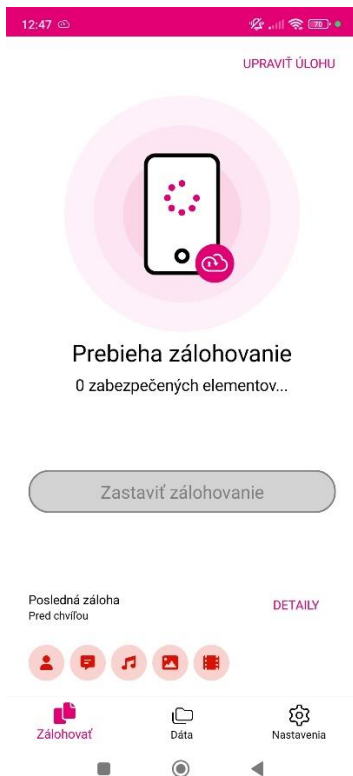 12:47
70
UPRAVIŤ ÚLOHU
Prebieha zálohovanie
0 zabezpečených elementov...
Zastaviť zálohovanie
Posledná záloha
Pred chvíľou
DETAILY
Zálohovať
Dáta
Nastavenia